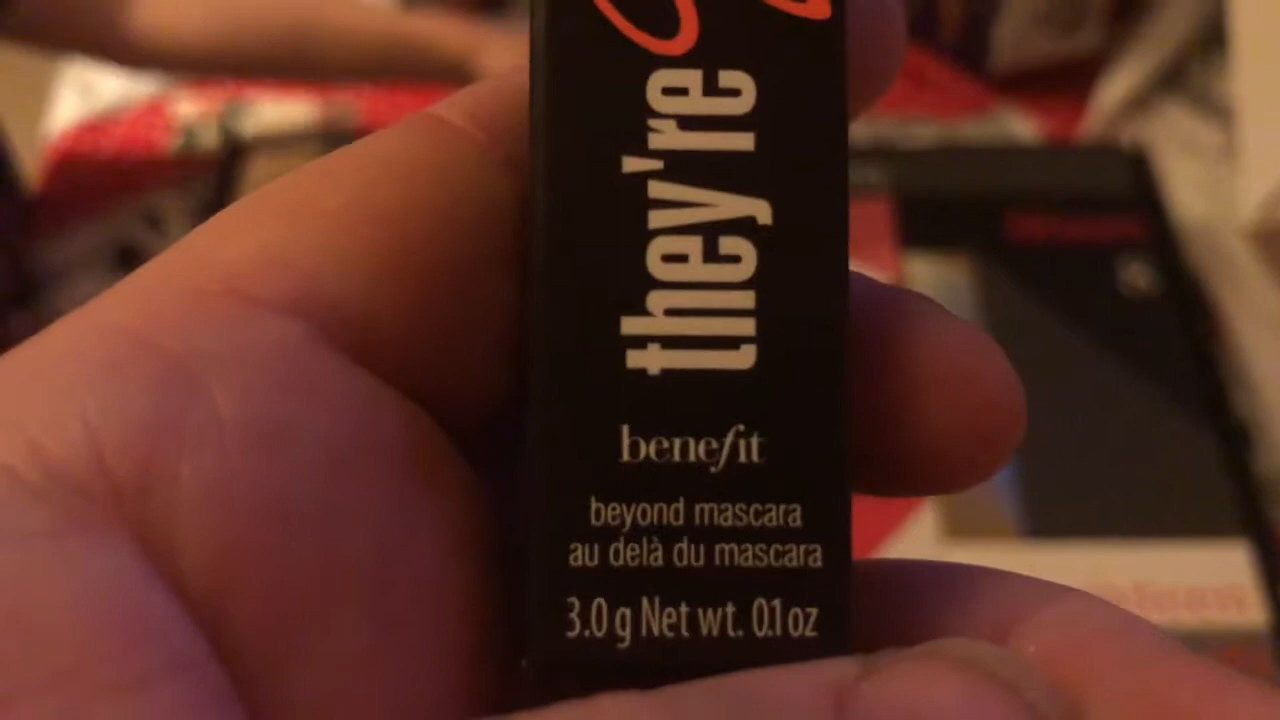 they're
benefit
beyond mascara
au delà du mascara
3.0 g Net wt. 0.1 oz